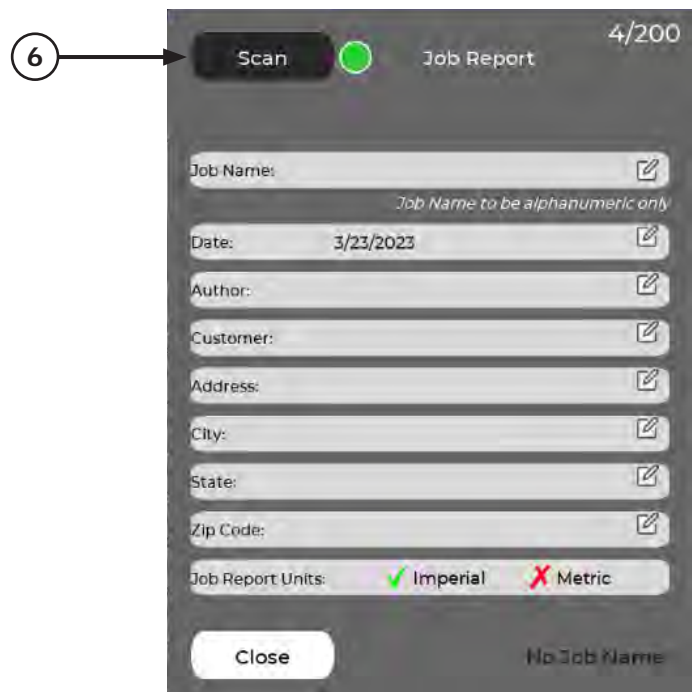 4/200
6 Scan Job Report
Job Name:
Job Name to be alphanumeric only
Date: 3/23/2023
Author:
Customer:
Address:
City:
State:
Zip Code:
Job Report Units: ✓ Imperial ✗ Metric
Close No Job Name